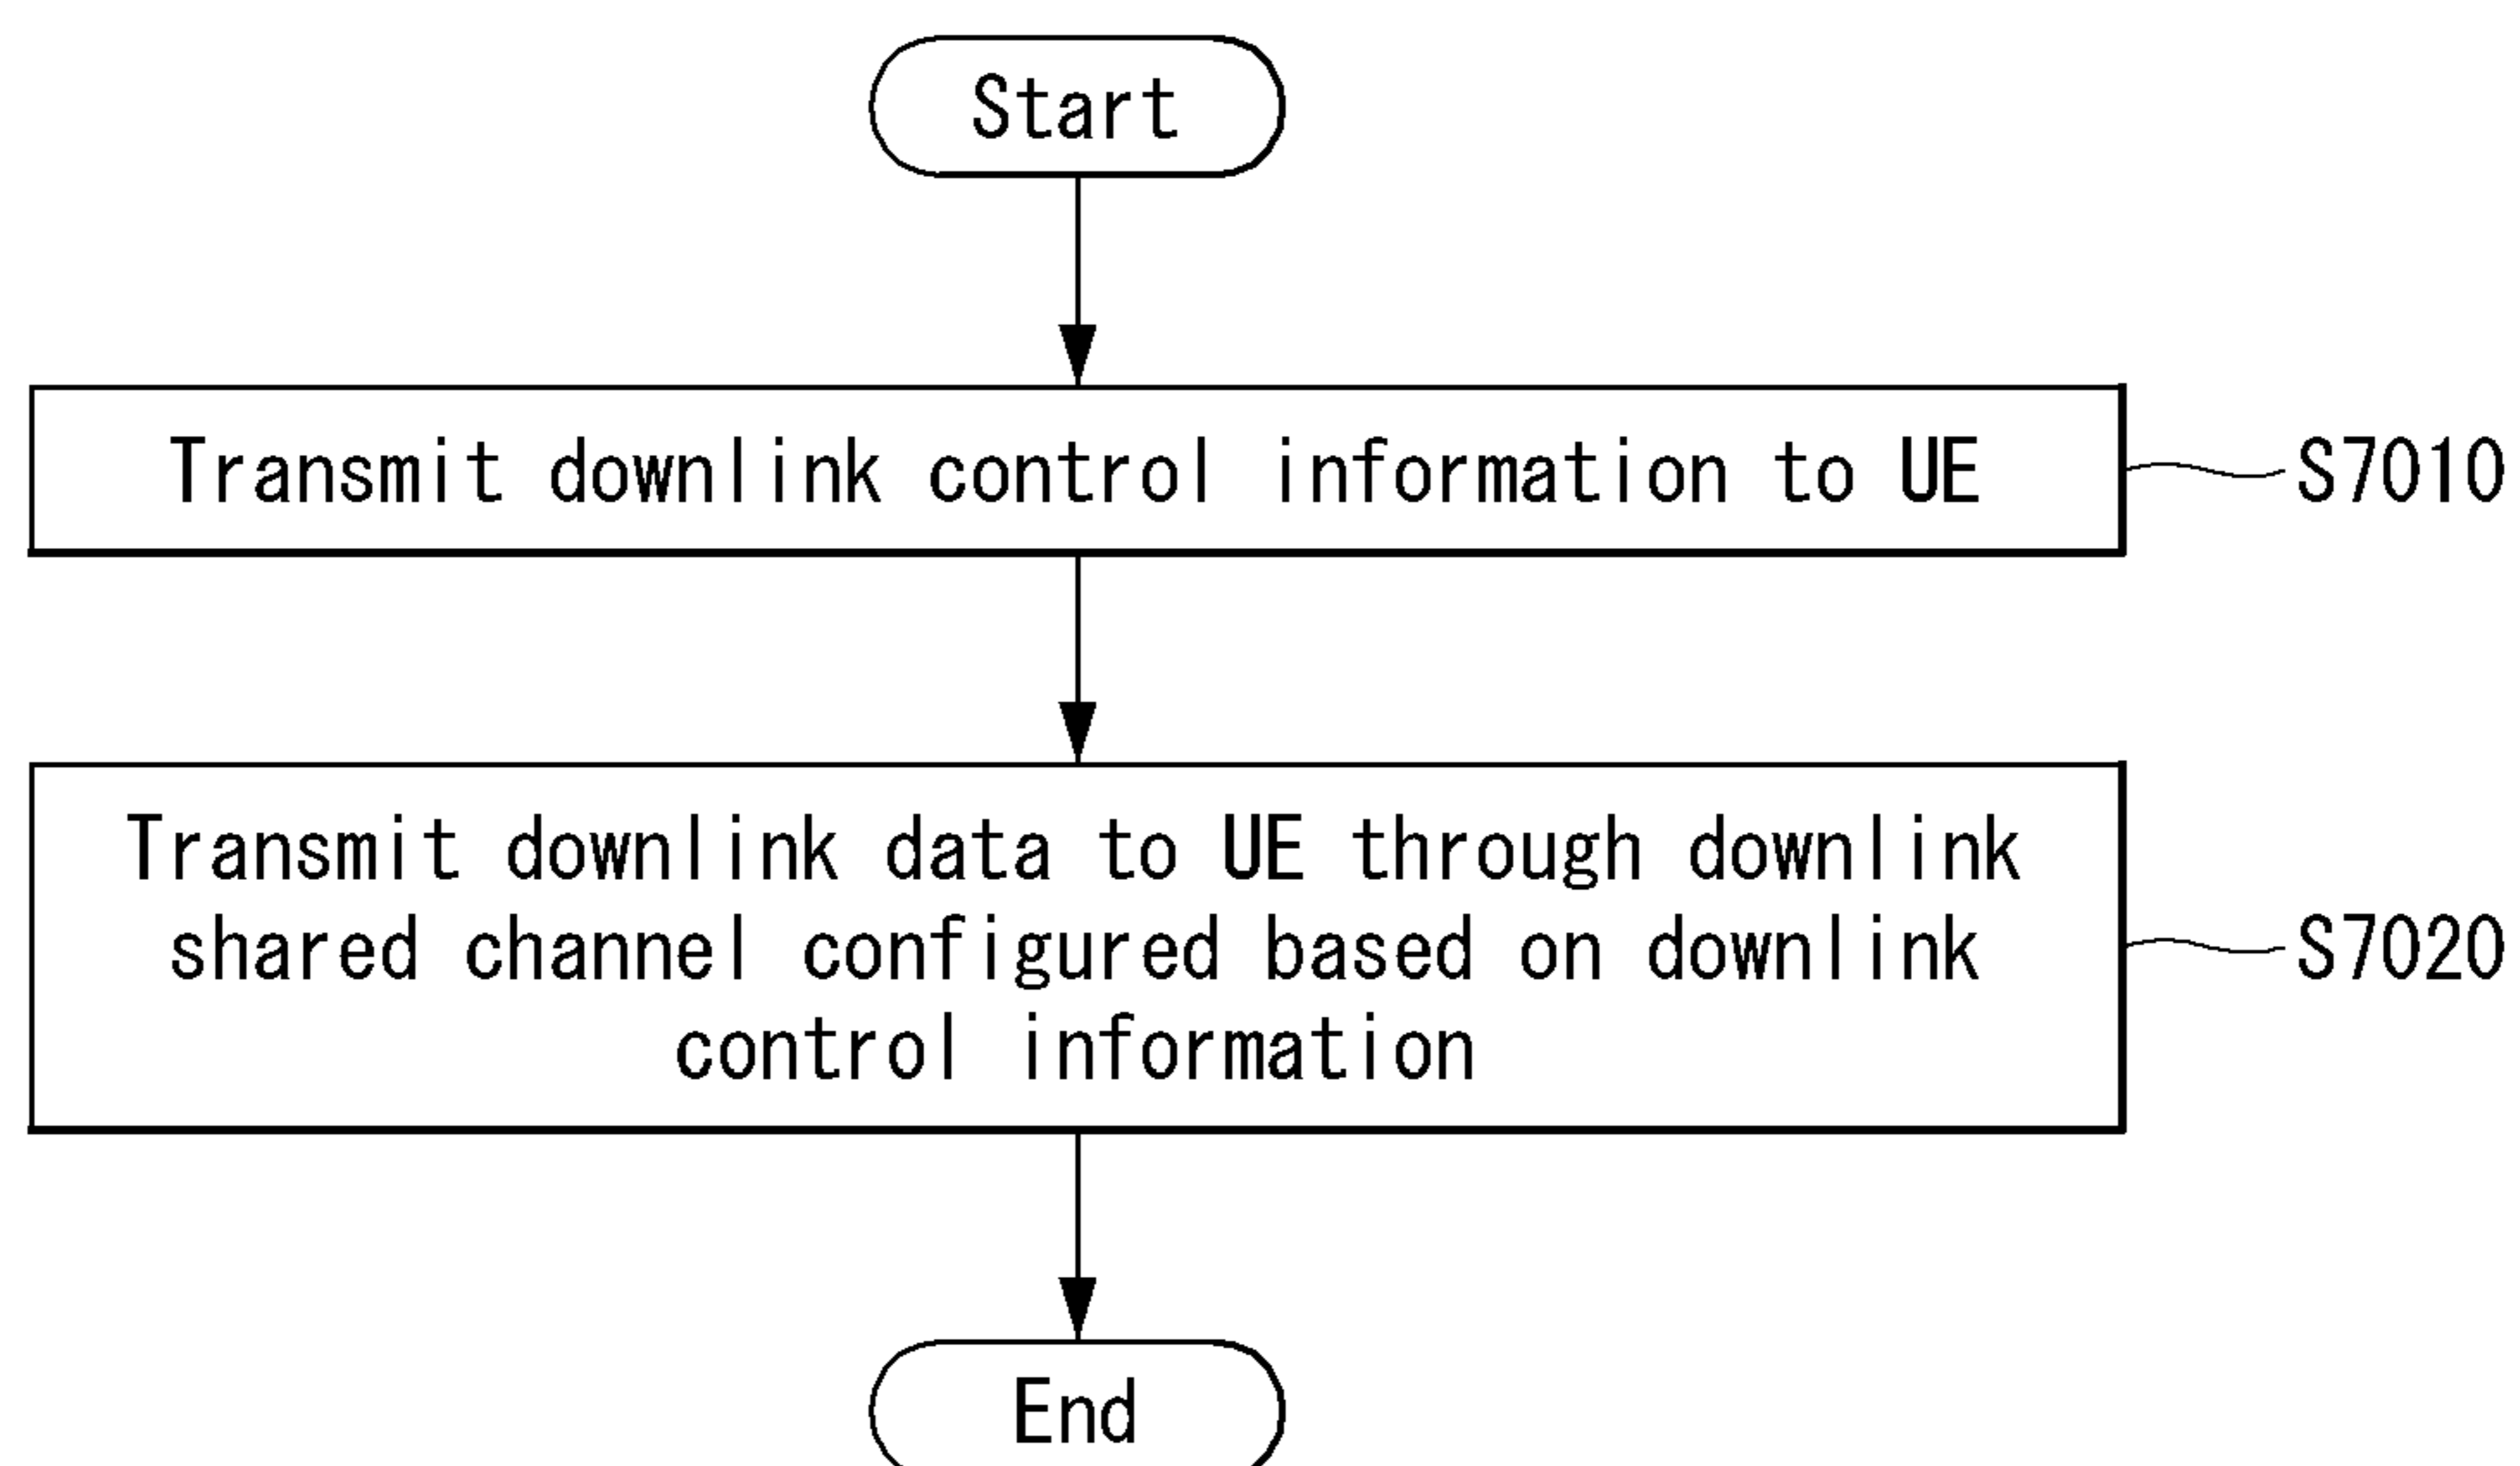 Start
Transmit downlink control information to UE
S7010
Transmit downlink data to UE through downlink
shared channel configured based on downlink
control information
S7020
End